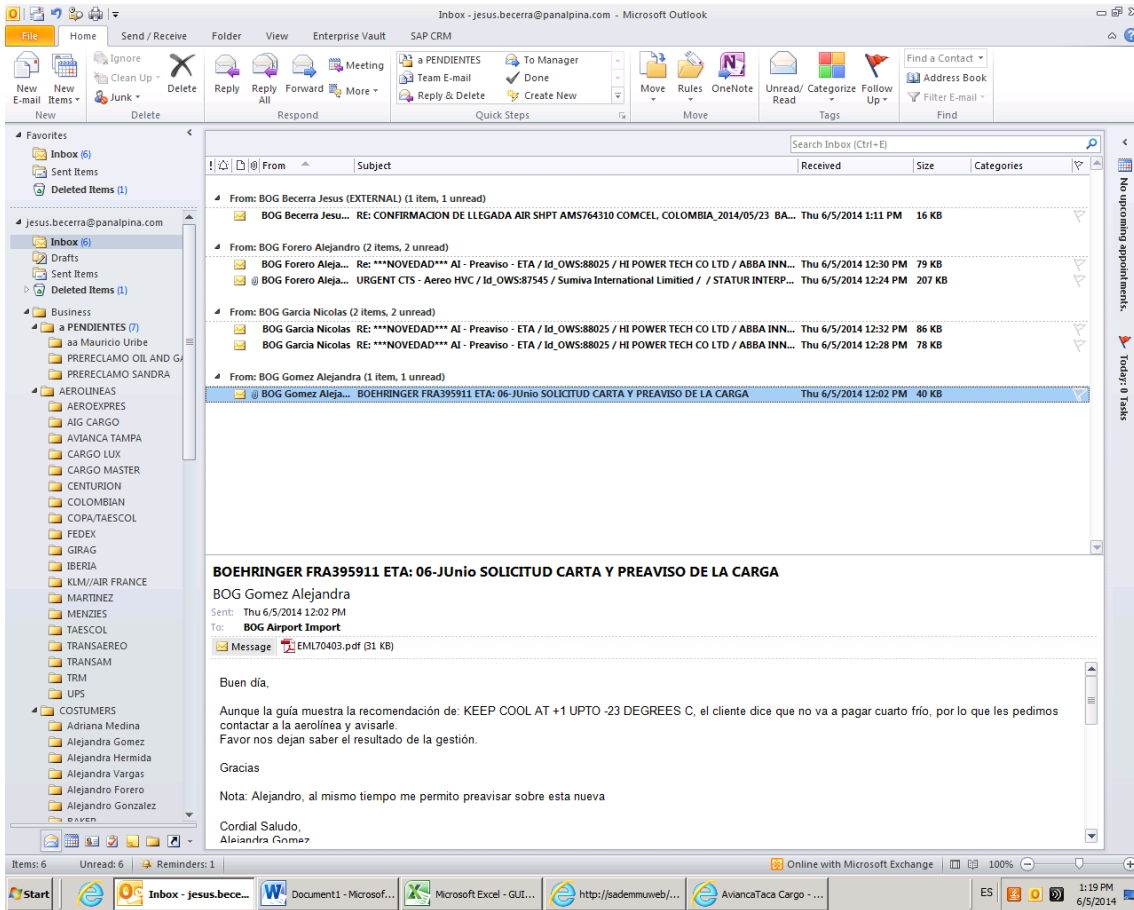 Inbox - jesus.becerra@panalpina.com - Microsoft Outlook
File Home Send / Receive Folder View Enterprise Vault SAP CRM
New E-mail
New Items
New
Ignore
Clean Up
Junk
Delete
Delete
Reply
Reply All
Forward
Meeting
More
Respond
a PENDIENTES
Team E-mail
Reply & Delete
To Manager
Done
Create New
Quick Steps
Move
Rules
OneNote
Move
Unread/ Read
Categorize
Follow Up
Tags
Find a Contact
Address Book
Filter E-mail
Find
Favorites
Inbox (6)
Sent Items
Deleted Items (1)
jesus.becerra@panalpina.com
Inbox (6)
Drafts
Sent Items
Deleted Items (1)
Business
a PENDIENTES (7)
aa Mauricio Uribe
PRERECLAMO OIL AND GA
PRERECLAMO SANDRA
AEROLINEAS
AEROEXPRES
AIG CARGO
AVIANCA TAMPA
CARGO LUX
CARGO MASTER
CENTURION
COLOMBIAN
COPA/TAESCOL
FEDEX
GIRAG
IBERIA
KLM//AIR FRANCE
MARTINEZ
MENZIES
TAESCOL
TRANSAEREO
TRANSAM
TRM
UPS
COSTUMERS
Adriana Medina
Alejandra Gomez
Alejandra Hermida
Alejandra Vargas
Alejandro Forero
Alejandro Gonzalez
BAKER
Search Inbox (Ctrl+E)
From Subject Received Size Categories
From: BOG Becerra Jesus (EXTERNAL) (1 item, 1 unread)
BOG Becerra Jesu... RE: CONFIRMACION DE LLEGADA AIR SHPT AMS764310 COMCEL, COLOMBIA_2014/05/23 BA... Thu 6/5/2014 1:11 PM 16 KB
From: BOG Forero Alejandro (2 items, 2 unread)
BOG Forero Aleja... Re: ***NOVEDAD*** AI - Preaviso - ETA / Id_OWS:88025 / HI POWER TECH CO LTD / ABBA INN... Thu 6/5/2014 12:30 PM 79 KB
BOG Forero Aleja... URGENT CTS - Aereo HVC / Id_OWS:87545 / Sumiva International Limitied / / STATUR INTERP... Thu 6/5/2014 12:24 PM 207 KB
From: BOG Garcia Nicolas (2 items, 2 unread)
BOG Garcia Nicolas RE: ***NOVEDAD*** AI - Preaviso - ETA / Id_OWS:88025 / HI POWER TECH CO LTD / ABBA INN... Thu 6/5/2014 12:32 PM 86 KB
BOG Garcia Nicolas RE: ***NOVEDAD*** AI - Preaviso - ETA / Id_OWS:88025 / HI POWER TECH CO LTD / ABBA INN... Thu 6/5/2014 12:28 PM 78 KB
From: BOG Gomez Alejandra (1 item, 1 unread)
BOG Gomez Aleja... BOEHRINGER FRA395911 ETA: 06-JUnio SOLICITUD CARTA Y PREAVISO DE LA CARGA Thu 6/5/2014 12:02 PM 40 KB
BOEHRINGER FRA395911 ETA: 06-JUnio SOLICITUD CARTA Y PREAVISO DE LA CARGA
BOG Gomez Alejandra
Sent: Thu 6/5/2014 12:02 PM
To: BOG Airport Import
Message EML70403.pdf (31 KB)
Buen día,
Aunque la guía muestra la recomendación de: KEEP COOL AT +1 UPTO -23 DEGREES C, el cliente dice que no va a pagar cuarto frío, por lo que les pedimos
contactar a la aerolínea y avisarle.
Favor nos dejan saber el resultado de la gestión.
Gracias
Nota: Alejandro, al mismo tiempo me permito preavisar sobre esta nueva
Cordial Saludo,
Alejandra Gomez
No upcoming appointments.
Today: 0 Tasks
Items: 6 Unread: 6 Reminders: 1 Online with Microsoft Exchange 100%
Start Inbox - jesus.bece... Document1 - Microsof... Microsoft Excel - GUI... http://sademmuweb/... AviancaTaca Cargo - ... ES 1:19 PM
6/5/2014